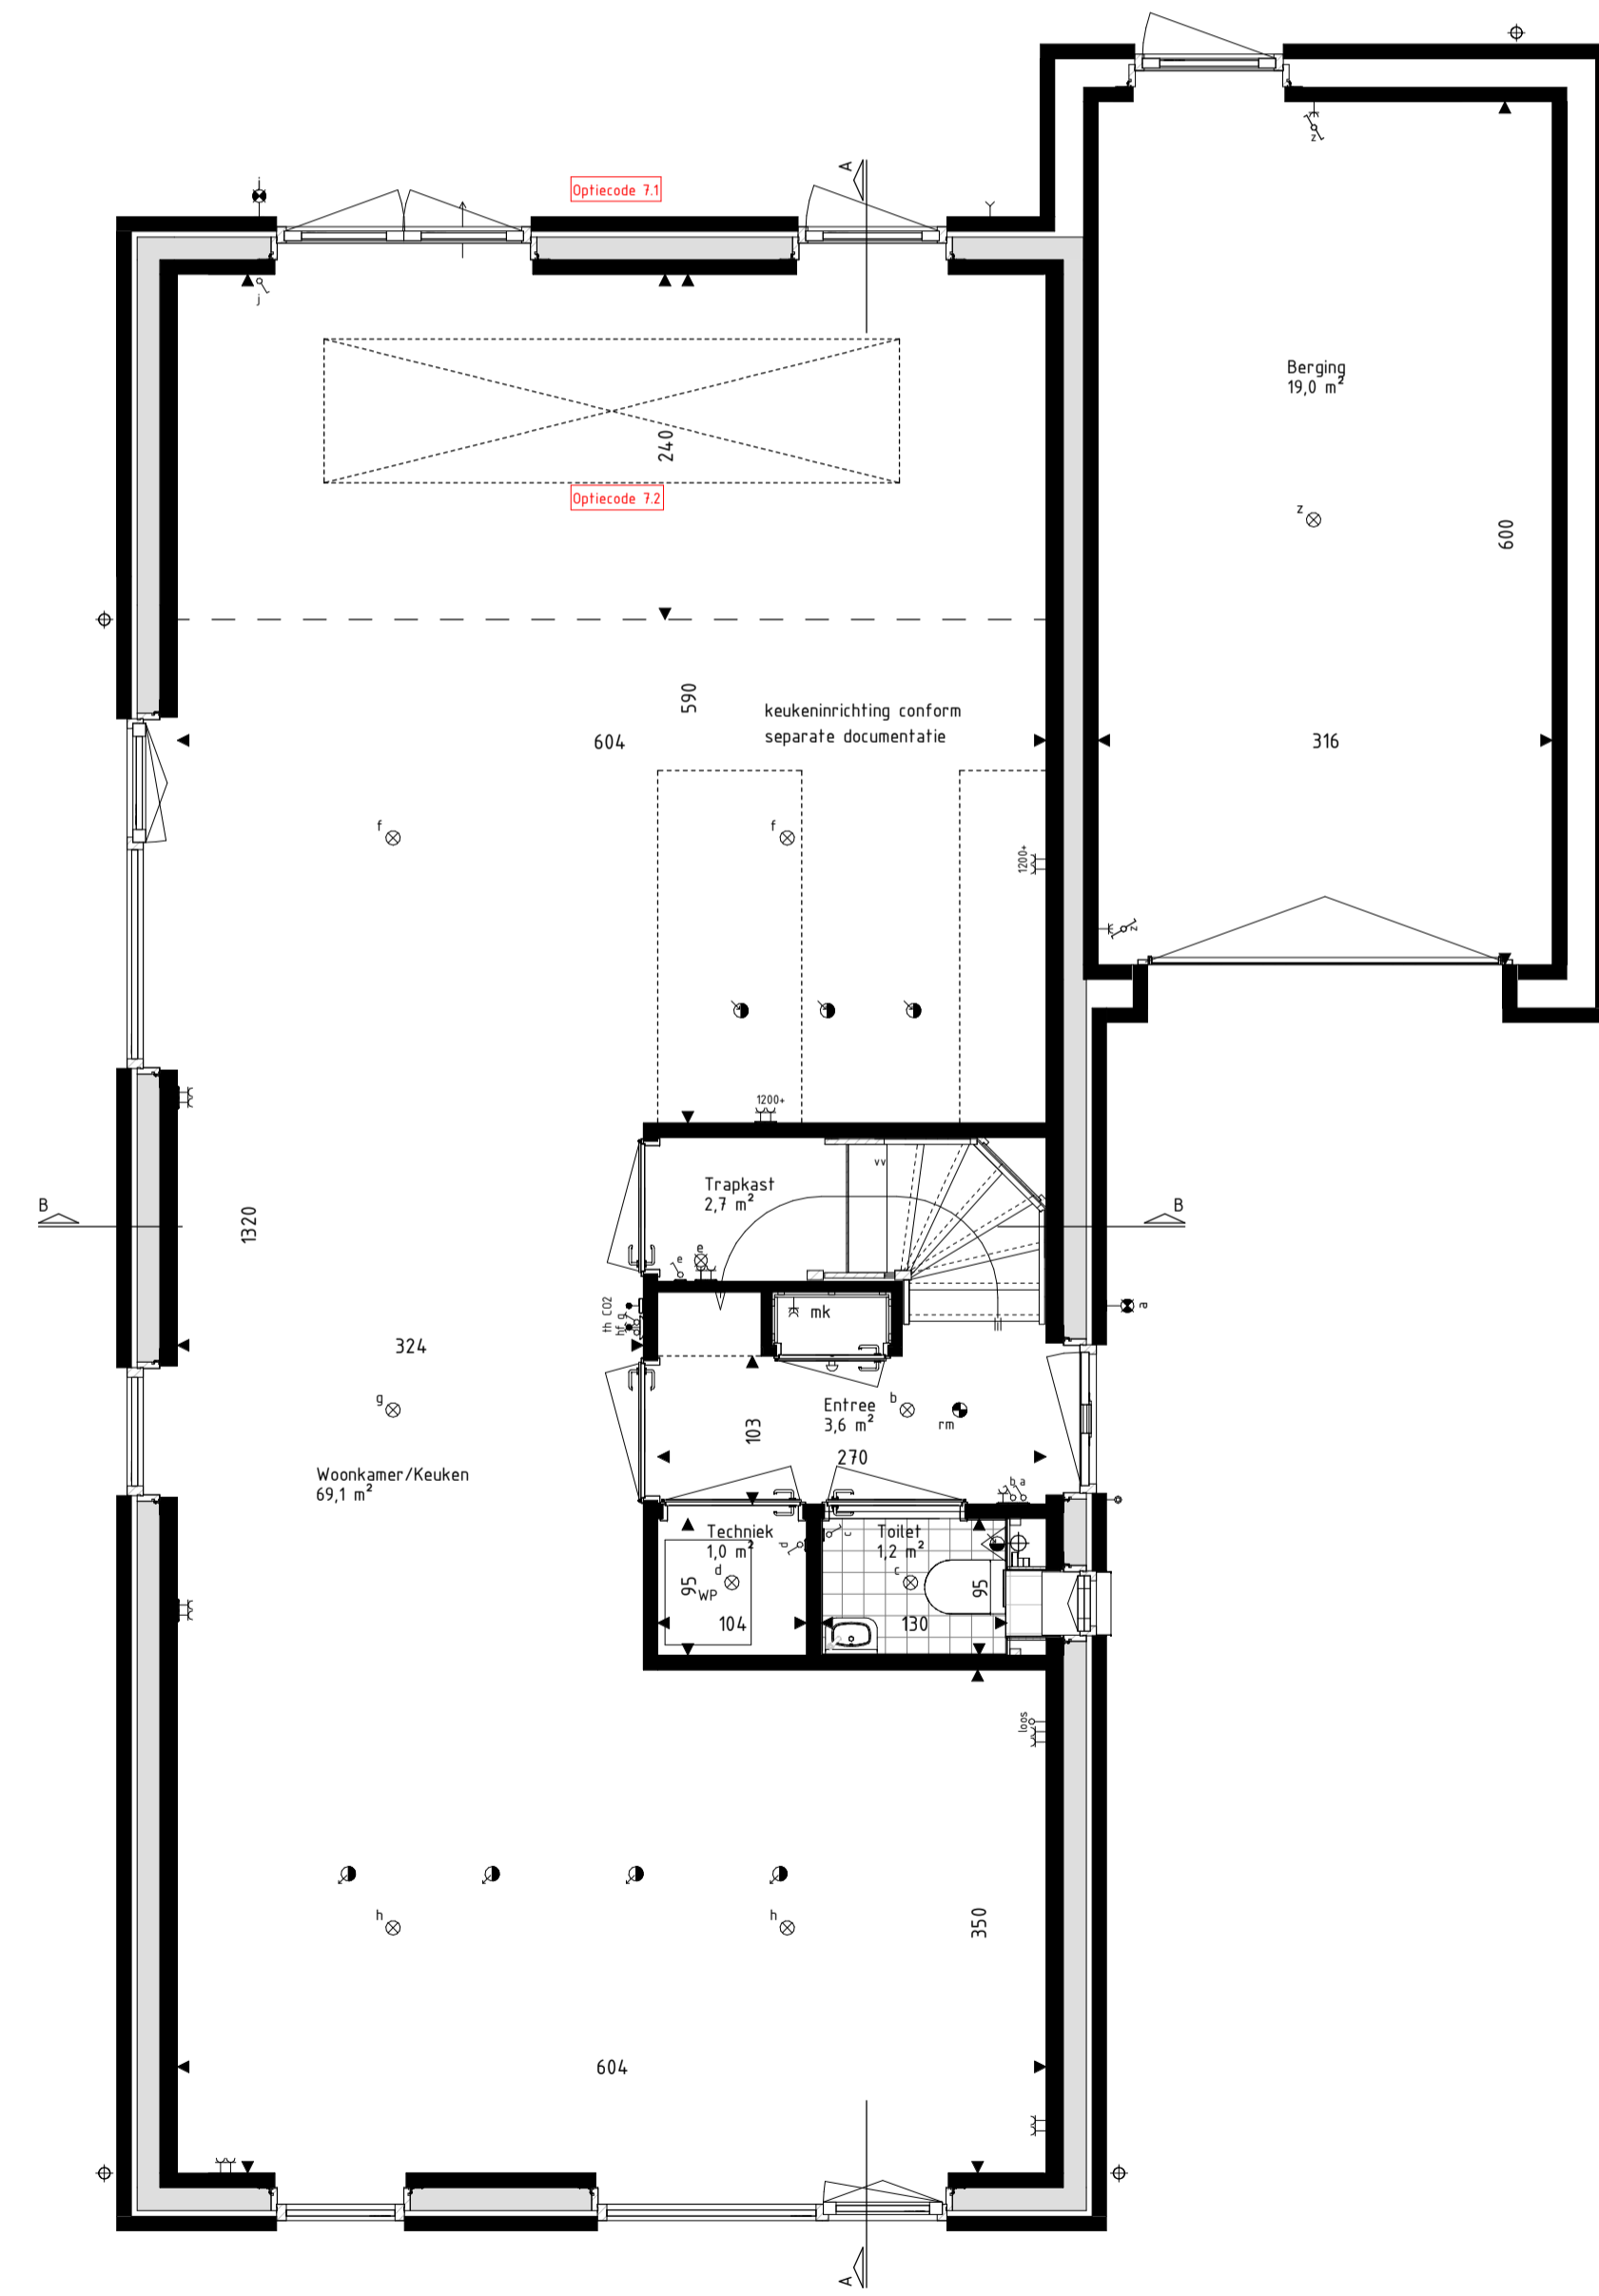 A
Optiecode 7.1
j
j
z
Berging
19,0 m²
240
Optiecode 7.2
z
600
590
keukeninrichting conform
separate documentatie
604
316
f
f
1200+
z
1200+
vv
Trapkast
2,7 m²
B
B
1320
e
e
th CO2
hf g
mk
a
324
g
Entree
3,6 m²
b
rm
103
270
Woonkamer/Keuken
69,1 m²
b a
Techniek
1,0 m²
d
c
Toilet
1,2 m²
d
c
95
WP
95
104
130
loos
h
h
350
604
A